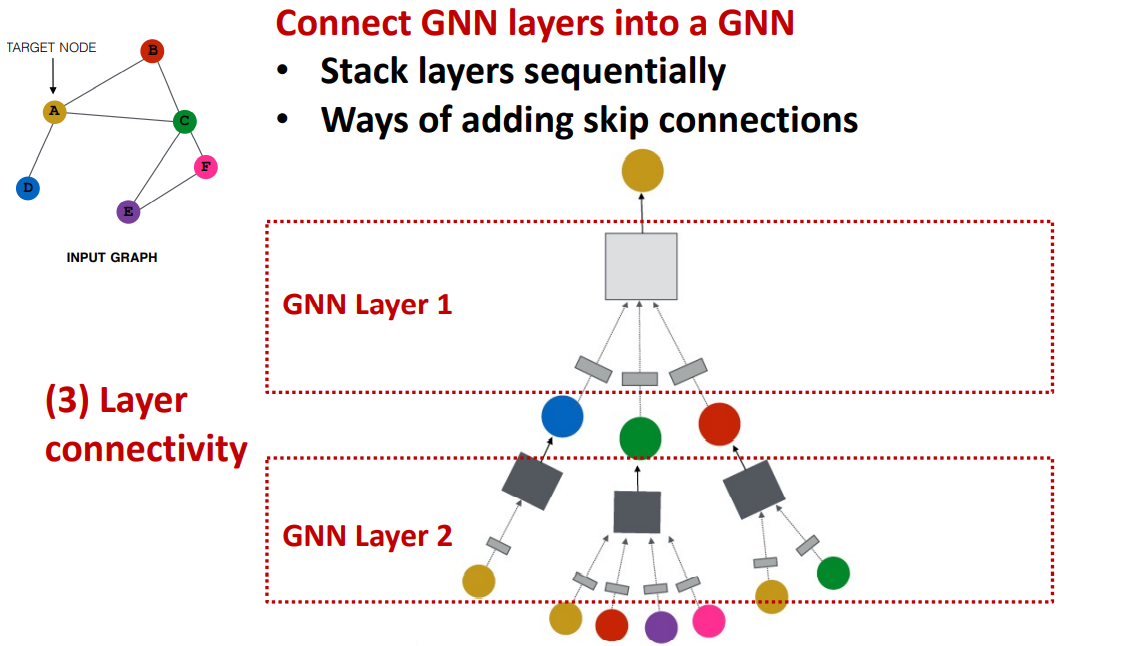 Connect GNN layers into a GNN
• Stack layers sequentially
• Ways of adding skip connections
TARGET NODE
B
A
C
F
D
E
INPUT GRAPH
GNN Layer 1
(3) Layer
connectivity
GNN Layer 2